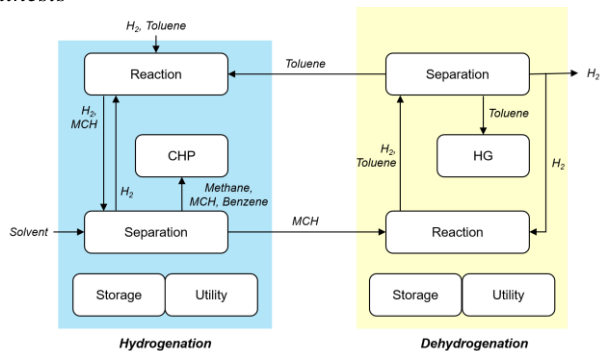 H2, Toluene
Reaction
Toluene
Separation
H2
H2,
MCH
H2
CHP
Methane,
MCH, Benzene
H2,
Toluene
Toluene
HG
H2
Solvent
Separation
MCH
Reaction
Storage
Utility
Storage
Utility
Hydrogenation
Dehydrogenation